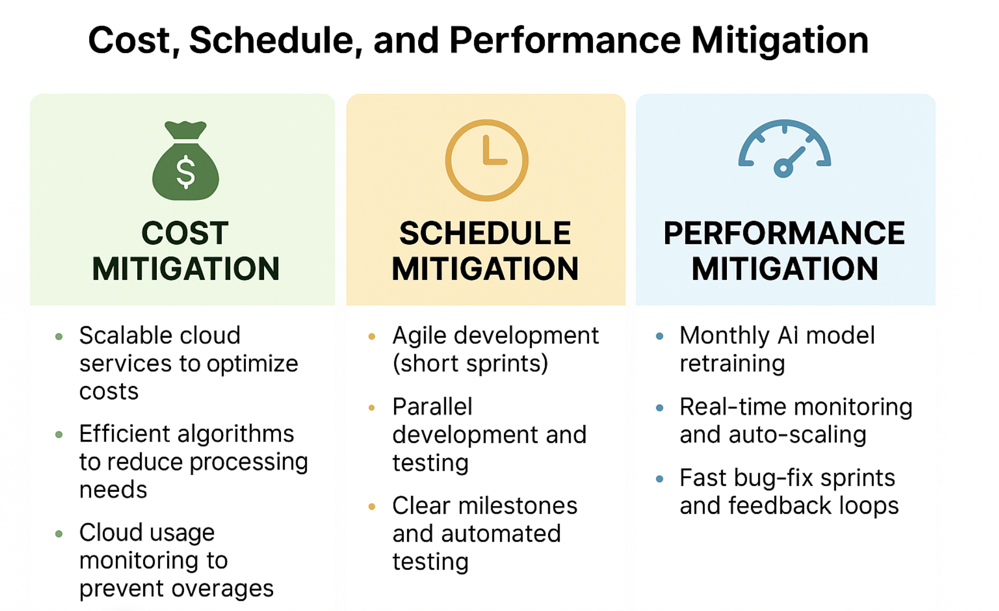 Cost, Schedule, and Performance Mitigation
$
COST
MITIGATION
Scalable cloud
services to optimize
costs
Efficient algorithms
to reduce processing
needs
Cloud usage
monitoring to
prevent overages
SCHEDULE
MITIGATION
Agile development
(short sprints)
Parallel
development and
testing
Clear milestones
and automated
testing
PERFORMANCE
MITIGATION
Monthly Ai model
retraining
Real-time monitoring
and auto-scaling
Fast bug-fix sprints
and feedback loops